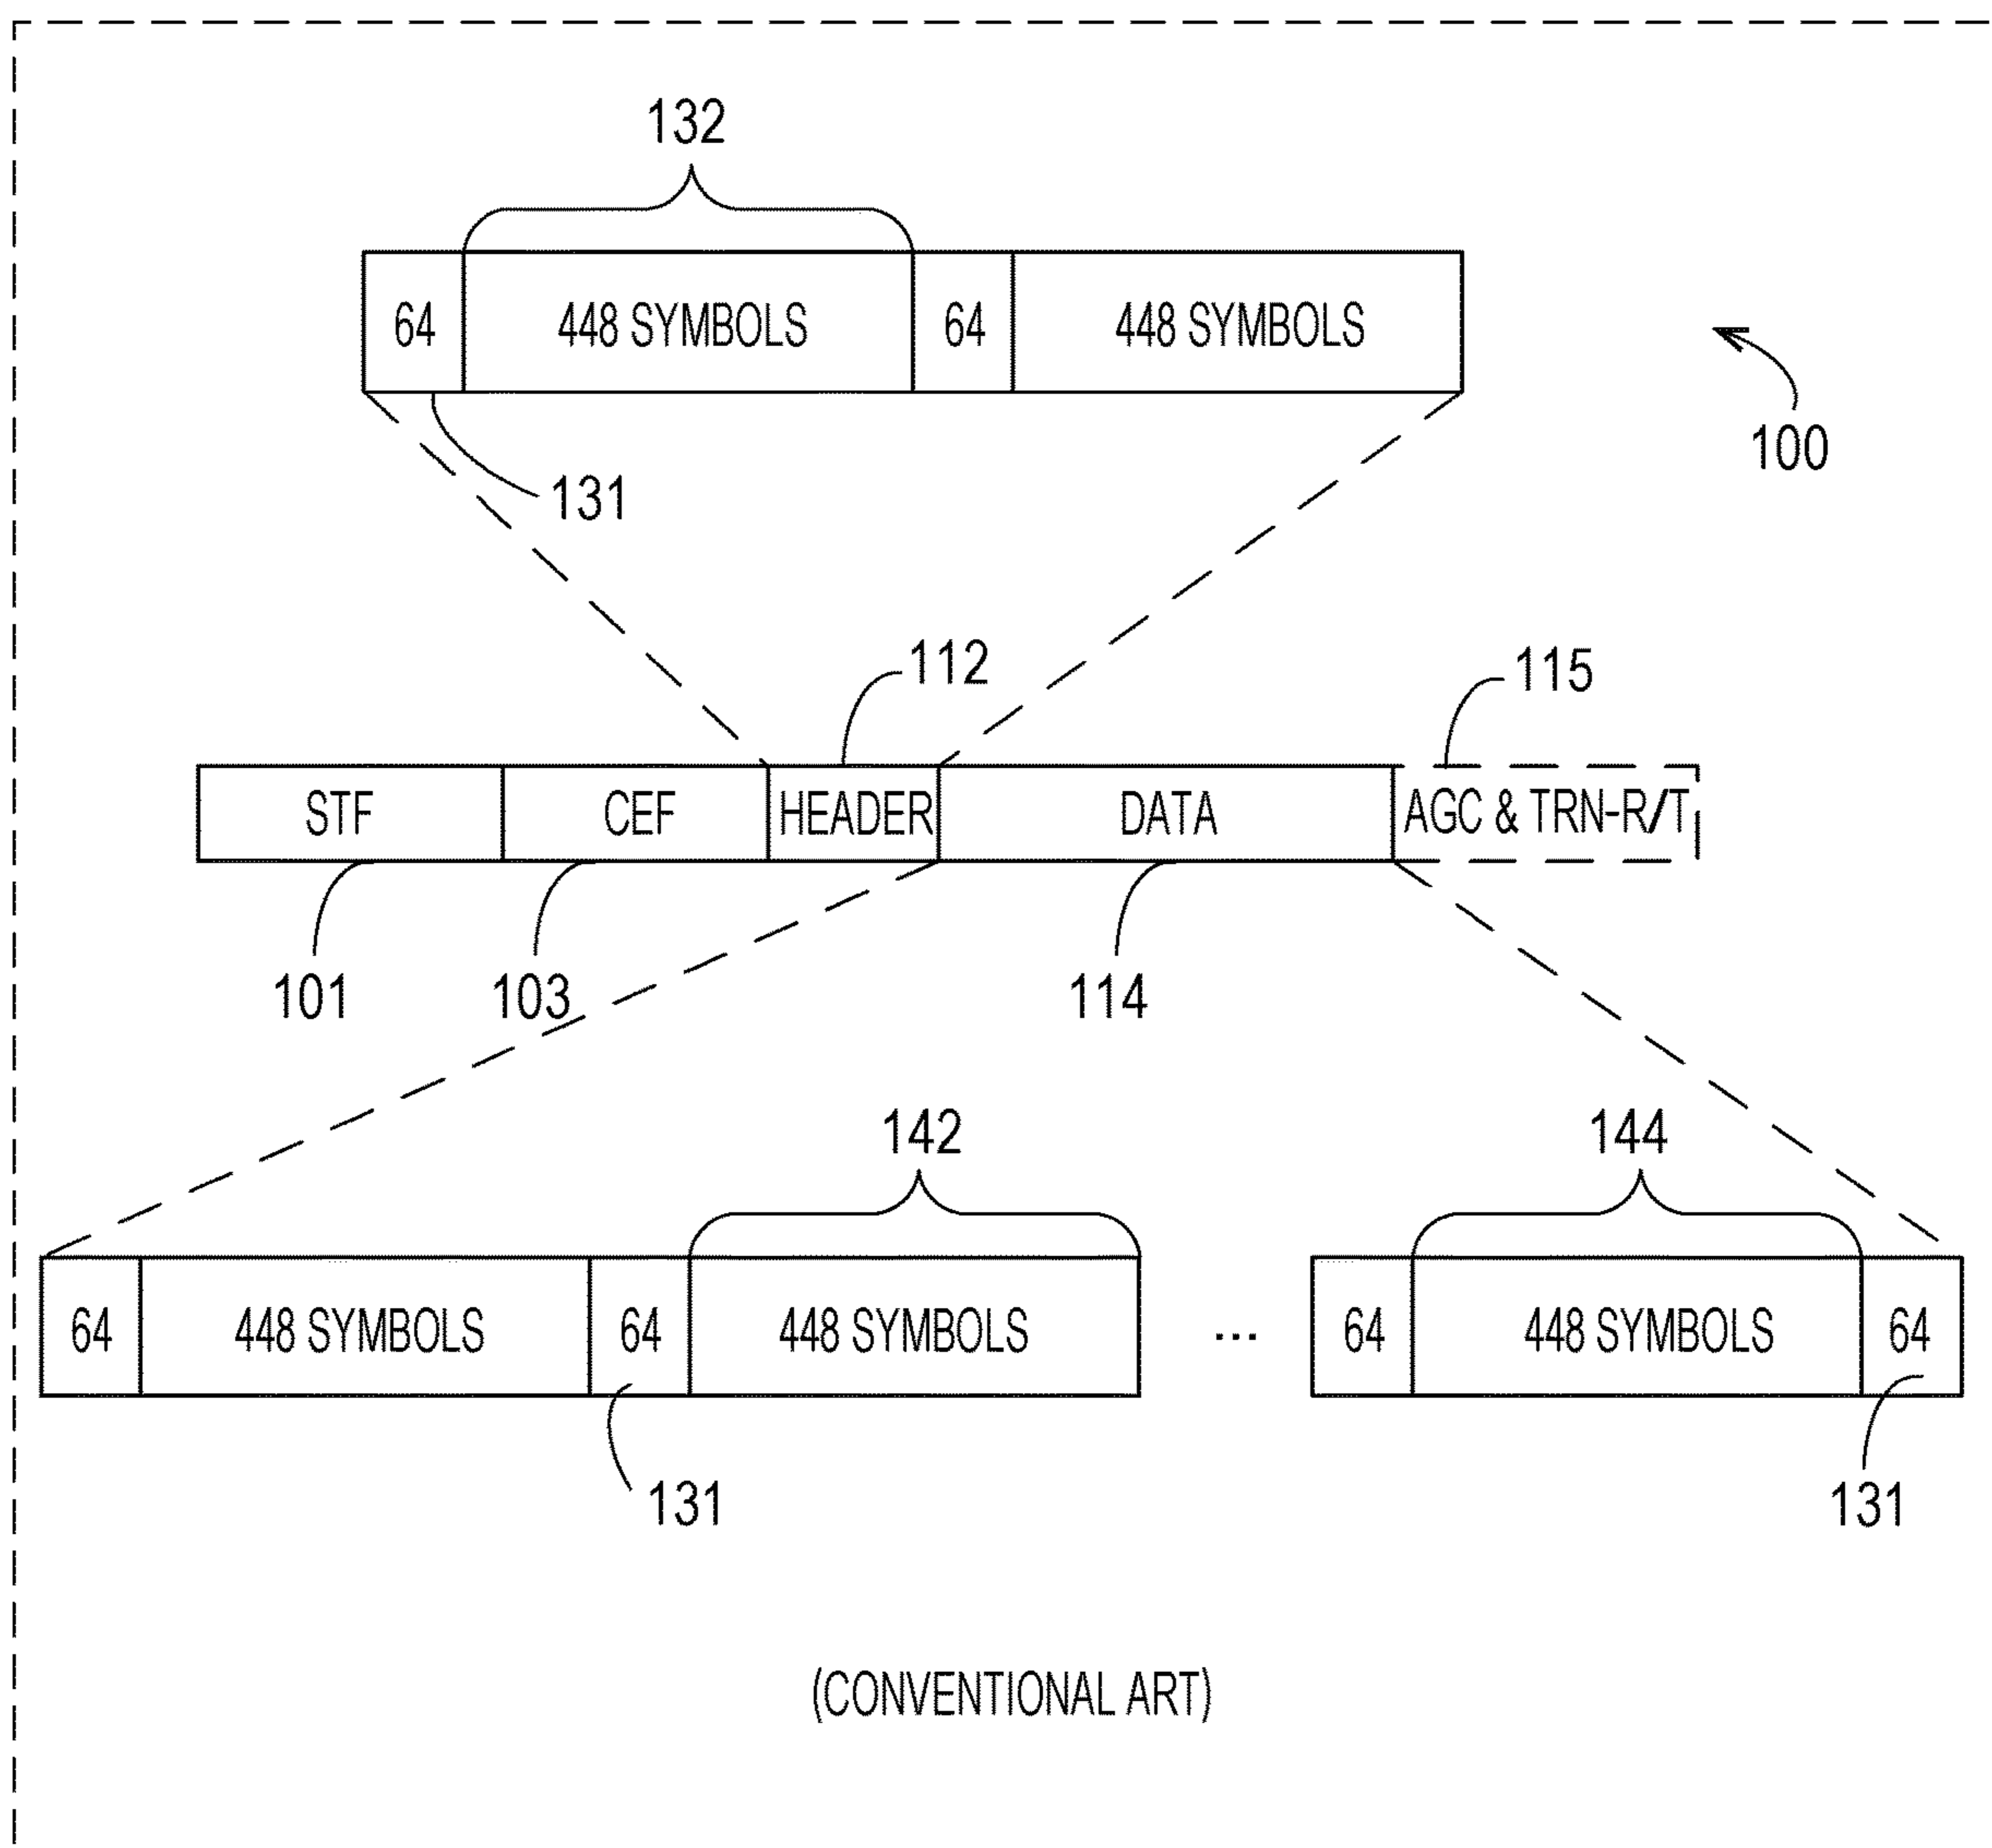 132
64 448 SYMBOLS 64 448 SYMBOLS
100
131
112
115
STF CEF HEADER DATA AGC & TRN-R/T
101 103 114
142 144
64 448 SYMBOLS 64 448 SYMBOLS ... 64 448 SYMBOLS 64
131 131
(CONVENTIONAL ART)